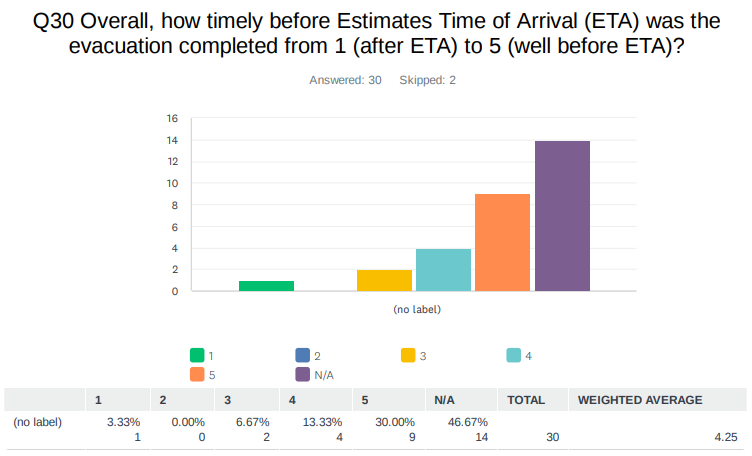 Q30 Overall, how timely before Estimates Time of Arrival (ETA) was the
evacuation completed from 1 (after ETA) to 5 (well before ETA)?
Answered: 30 Skipped: 2
16
14
12
10
8
6
4
2
0
(no label)
1 2 3 4
5 N/A
1 2 3 4 5 N/A TOTAL WEIGHTED AVERAGE
(no label) 3.33% 0.00% 6.67% 13.33% 30.00% 46.67%
1 0 2 4 9 14 30 4.25